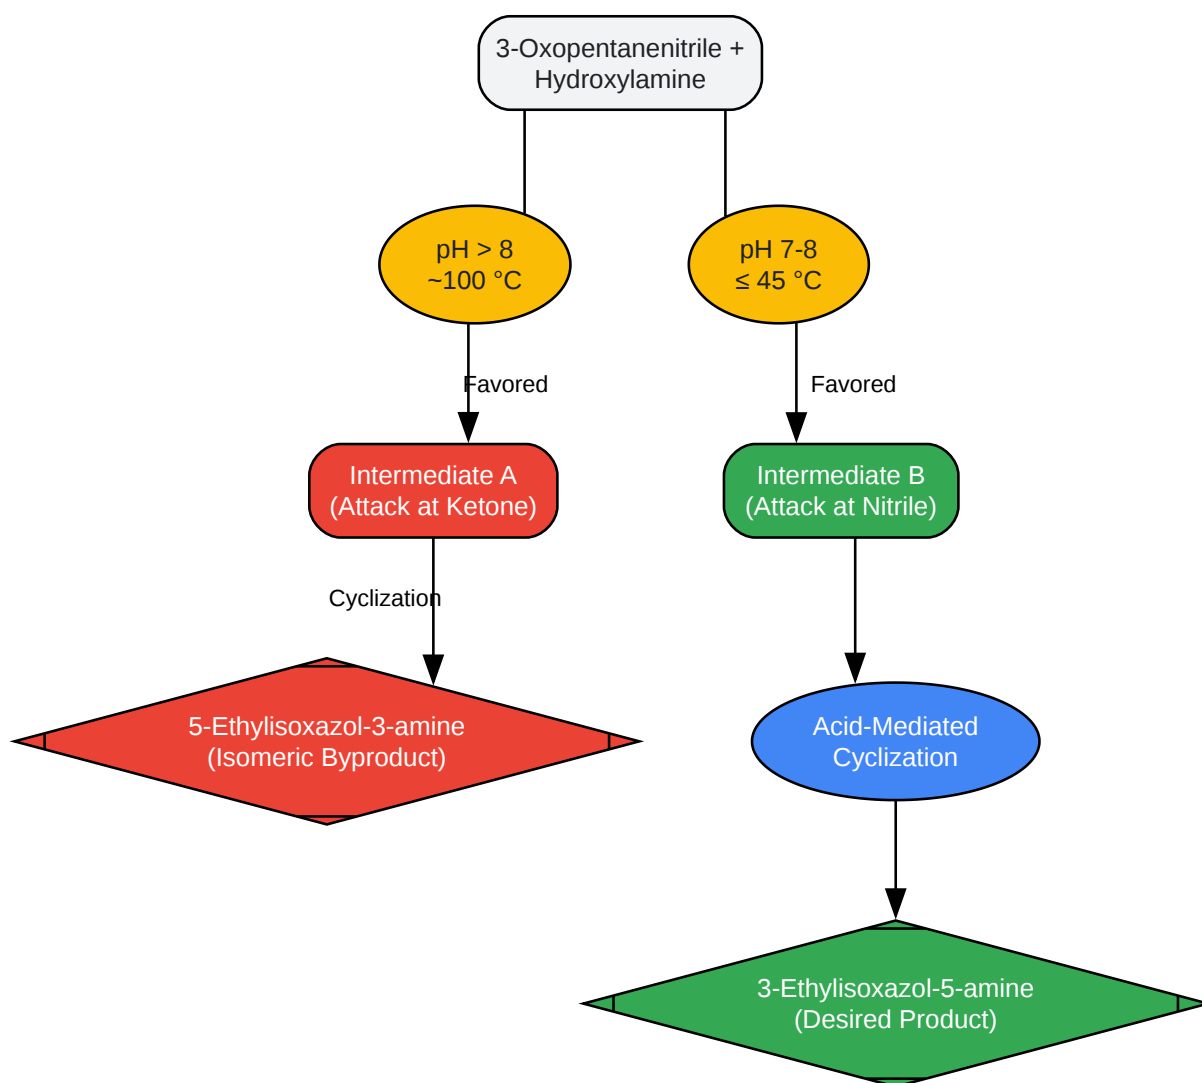 3-Oxopentanenitrile +
Hydroxylamine
pH > 8
~100 °C
pH 7-8
≤ 45 °C
Favored
Favored
Intermediate A
(Attack at Ketone)
Intermediate B
(Attack at Nitrile)
Cyclization
5-Ethylisoxazol-3-amine
(Isomeric Byproduct)
Acid-Mediated
Cyclization
3-Ethylisoxazol-5-amine
(Desired Product)